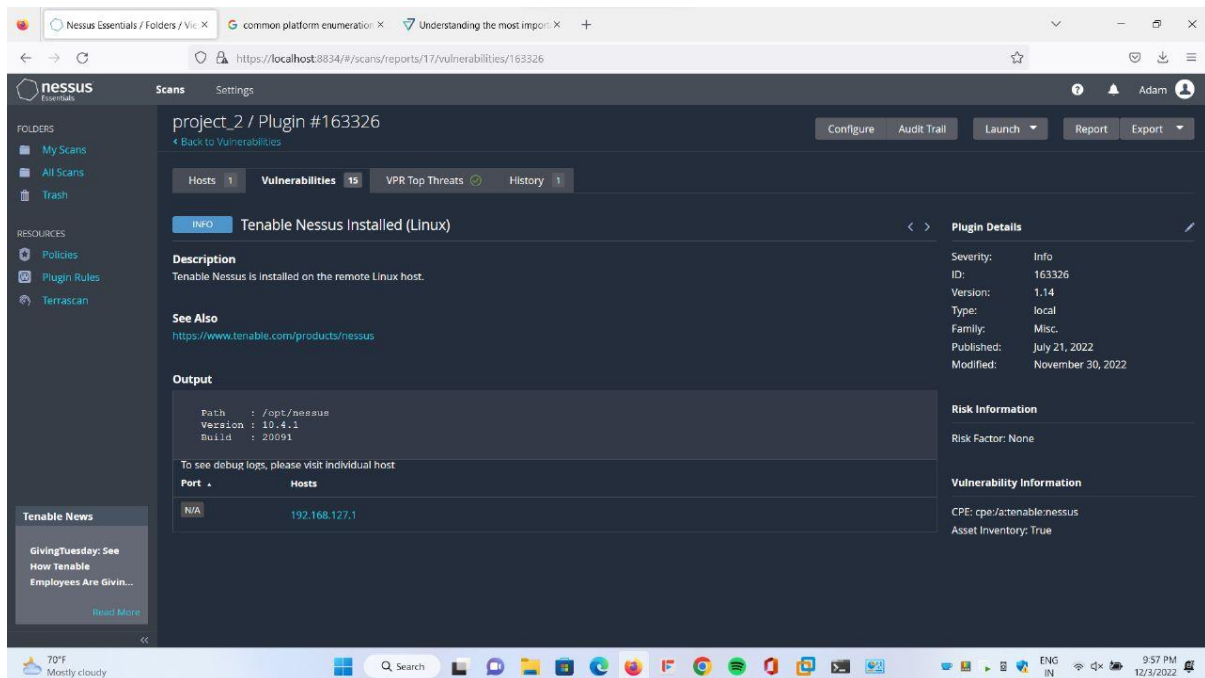 Nessus Essentials / Folders / Vie
common platform enumeration
Understanding the most import
https://localhost:8834/#/scans/reports/17/vulnerabilities/163326
nessus
Essentials
Scans
Settings
Adam
FOLDERS
My Scans
All Scans
Trash
RESOURCES
Policies
Plugin Rules
Terrascan
project_2 / Plugin #163326
Back to Vulnerabilities
Configure
Audit Trail
Launch
Report
Export
Hosts 1
Vulnerabilities 15
VPR Top Threats
History 1
INFO
Tenable Nessus Installed (Linux)
Description
Tenable Nessus is installed on the remote Linux host.
See Also
https://www.tenable.com/products/nessus
Output
Path : /opt/nessus
Version : 10.4.1
Build : 20091
To see debug logs, please visit individual host
Port Hosts
N/A 192.168.127.1
Plugin Details
Severity: Info
ID: 163326
Version: 1.14
Type: local
Family: Misc.
Published: July 21, 2022
Modified: November 30, 2022
Risk Information
Risk Factor: None
Vulnerability Information
CPE: cpe:/a:tenable:nessus
Asset Inventory: True
Tenable News
GivingTuesday: See
How Tenable
Employees Are Givin...
Read More
70°F
Mostly cloudy
Search
ENG
IN
9:57 PM
12/3/2022